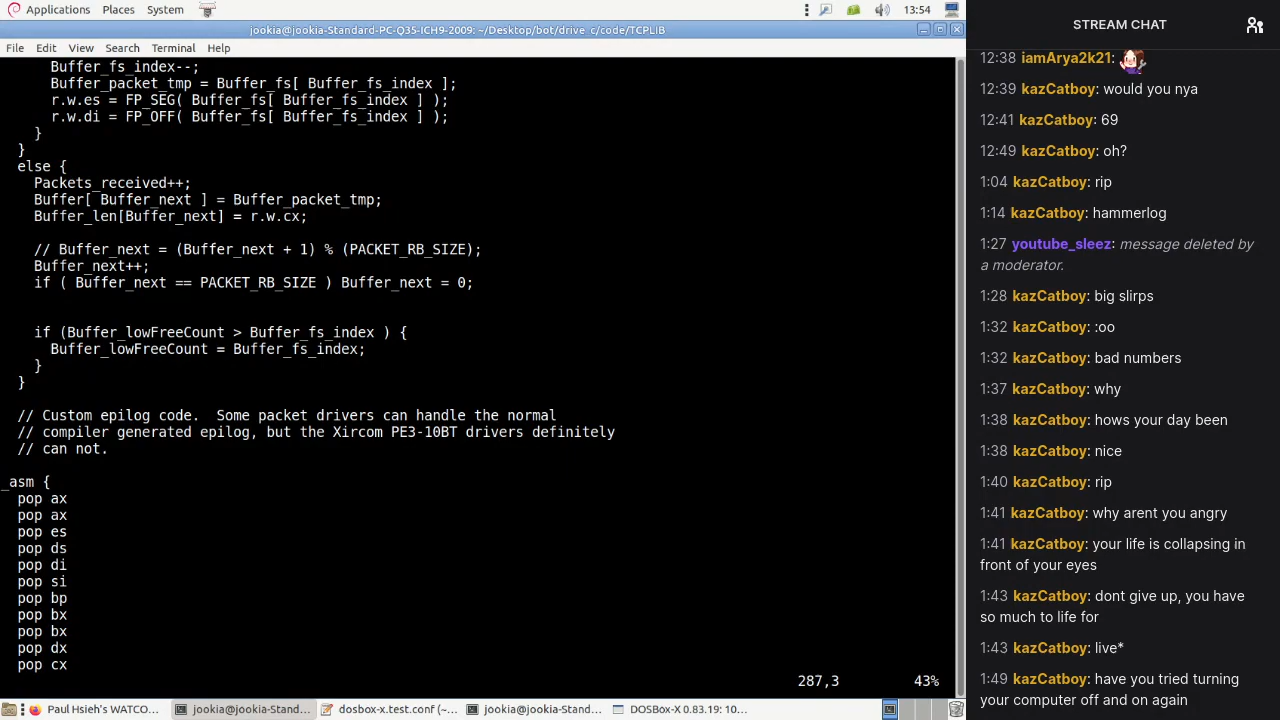 Applications Places System 13:54
jookia@jookia-Standard-PC-Q35-ICH9-2009: ~/Desktop/bot/drive_c/code/TCPLIB
File Edit View Search Terminal Help
Buffer_fs_index--;
Buffer_packet_tmp = Buffer_fs[ Buffer_fs_index ];
r.w.es = FP_SEG( Buffer_fs[ Buffer_fs_index ] );
r.w.di = FP_OFF( Buffer_fs[ Buffer_fs_index ] );
}
}
else {
Packets_received++;
Buffer[ Buffer_next ] = Buffer_packet_tmp;
Buffer_len[Buffer_next] = r.w.cx;
// Buffer_next = (Buffer_next + 1) % (PACKET_RB_SIZE);
Buffer_next++;
if ( Buffer_next == PACKET_RB_SIZE ) Buffer_next = 0;
if (Buffer_lowFreeCount > Buffer_fs_index ) {
Buffer_lowFreeCount = Buffer_fs_index;
}
}
// Custom epilog code.  Some packet drivers can handle the normal
// compiler generated epilog, but the Xircom PE3-10BT drivers definitely
// can not.
_asm {
pop ax
pop ax
pop es
pop ds
pop di
pop si
pop bp
pop bx
pop bx
pop dx
pop cx
287,3 43%
Paul Hsieh's WATCO... jookia@jookia-Stand... dosbox-x.test.conf (~... jookia@jookia-Stand... DOSBox-X 0.83.19: 10...
STREAM CHAT
12:38 iamArya2k21:
12:39 kazCatboy: would you nya
12:41 kazCatboy: 69
12:49 kazCatboy: oh?
1:04 kazCatboy: rip
1:14 kazCatboy: hammerlog
1:27 youtube_sleez: message deleted by
a moderator.
1:28 kazCatboy: big slirps
1:32 kazCatboy: :oo
1:32 kazCatboy: bad numbers
1:37 kazCatboy: why
1:38 kazCatboy: hows your day been
1:38 kazCatboy: nice
1:40 kazCatboy: rip
1:41 kazCatboy: why arent you angry
1:41 kazCatboy: your life is collapsing in
front of your eyes
1:43 kazCatboy: dont give up, you have
so much to life for
1:43 kazCatboy: live*
1:49 kazCatboy: have you tried turning
your computer off and on again